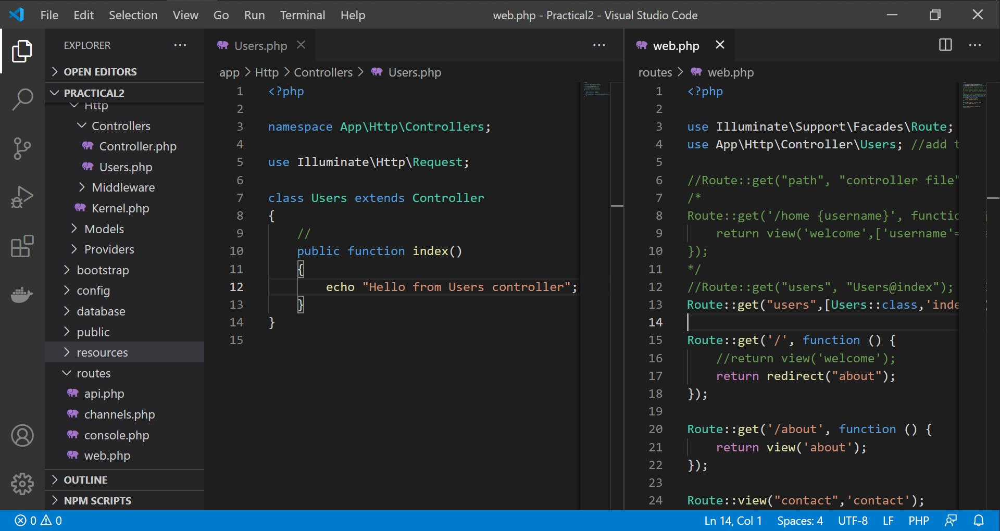 File Edit Selection View Go Run Terminal Help web.php - Practical2 - Visual Studio Code
EXPLORER
OPEN EDITORS
PRACTICAL2
Http
Controllers
Controller.php
Users.php
Middleware
Kernel.php
Models
Providers
bootstrap
config
database
public
resources
routes
api.php
channels.php
console.php
web.php
OUTLINE
NPM SCRIPTS
Users.php
app > Http > Controllers > Users.php
1 <?php
2
3 namespace App\Http\Controllers;
4
5 use Illuminate\Http\Request;
6
7 class Users extends Controller
8 {
9     //
10     public function index()
11     {
12         echo "Hello from Users controller";
13     }
14 }
15
web.php
routes > web.php
1 <?php
2
3 use Illuminate\Support\Facades\Route;
4 use App\Http\Controller\Users; //add
5
6 //Route::get("path", "controller file"
7 /*
8 Route::get('/home {username}', functio
9     return view('welcome',['username'=
10 });
11 */
12 //Route::get("users", "Users@index");
13 Route::get("users",[Users::class,'inde
14
15 Route::get('/', function () {
16     //return view('welcome');
17     return redirect("about");
18 });
19
20 Route::get('/about', function () {
21     return view('about');
22 });
23
24 Route::view("contact",'contact');
0 0
Ln 14, Col 1 Spaces: 4 UTF-8 LF PHP